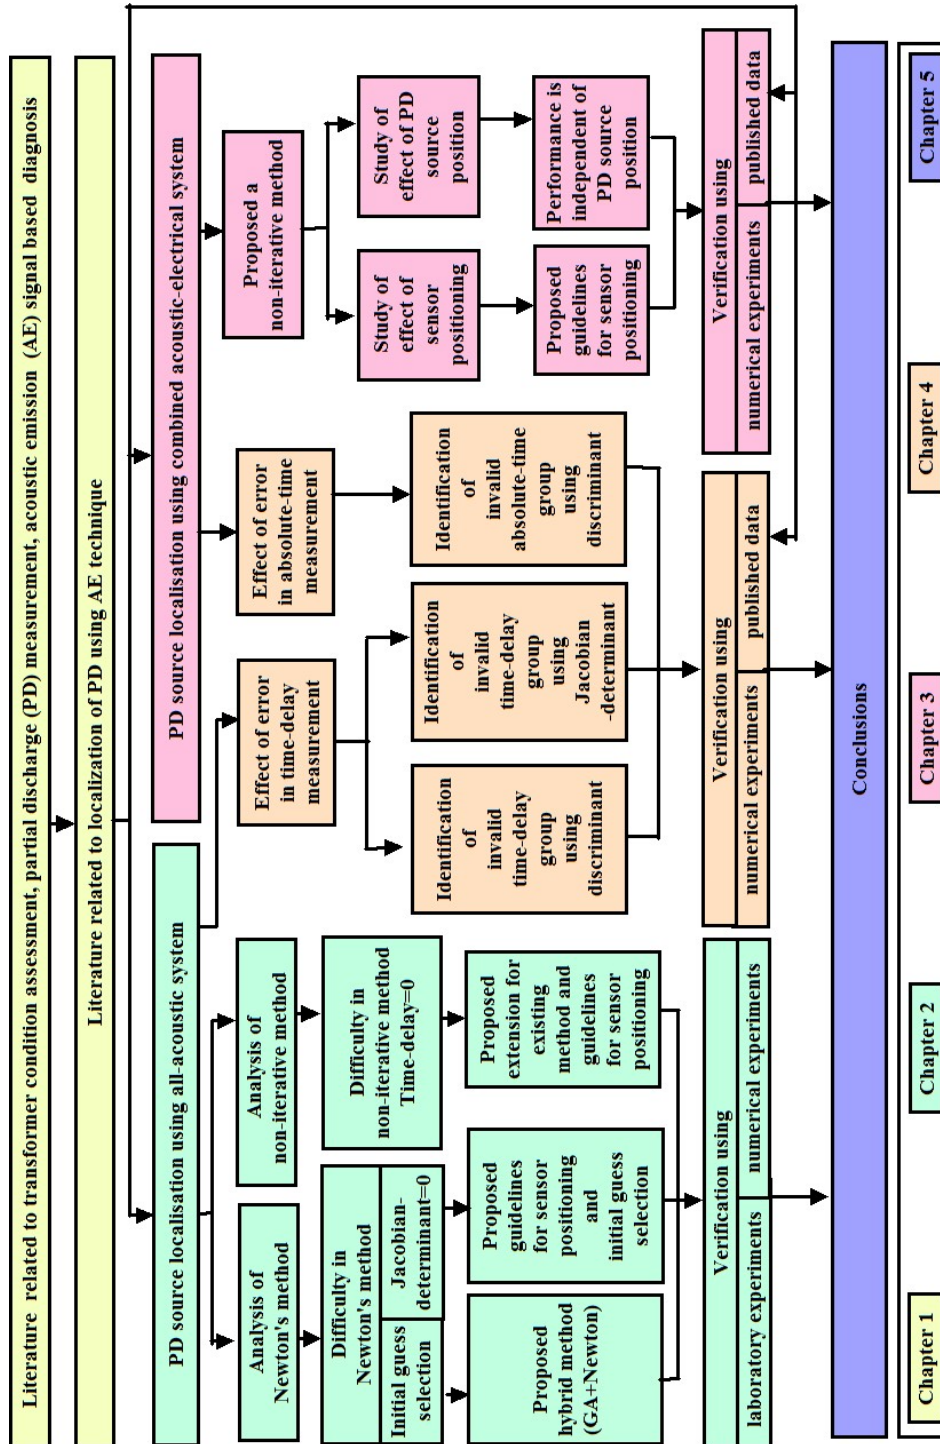 Literature related to transformer condition assessment, partial discharge (PD) measurement, acoustic emission (AE) signal based diagnosis
Literature related to localization of PD using AE technique
PD source localisation using all-acoustic system
PD source localisation using combined acoustic-electrical system
Analysis of
Newton's method
Analysis of
non-iterative method
Effect of error
in time-delay
measurement
Effect of error
in absolute-time
measurement
Proposed a
non-iterative method
Difficulty in
Newton's method
Initial guess
selection
Jacobian-
determinant=0
Difficulty in
non-iterative method
Time-delay=0
Study of
effect of
sensor
positioning
Study of
effect of PD
source
position
Proposed
hybrid method
(GA+Newton)
Proposed
guidelines
for sensor
positioning
and
initial guess
selection
Proposed
extension for
existing
method and
guidelines
for sensor
positioning
Identification
of
invalid
time-delay
group
using
discriminant
Identification
of
invalid
time-delay
group
using
Jacobian
-determinant
Identification
of
invalid
absolute-time
group
using
discriminant
Proposed
guidelines
for sensor
positioning
Performance is
independent of
PD source
position
Verification using
laboratory experiments
numerical experiments
Verification using
numerical experiments
published data
Verification using
numerical experiments
published data
Conclusions
Chapter 1
Chapter 2
Chapter 3
Chapter 4
Chapter 5